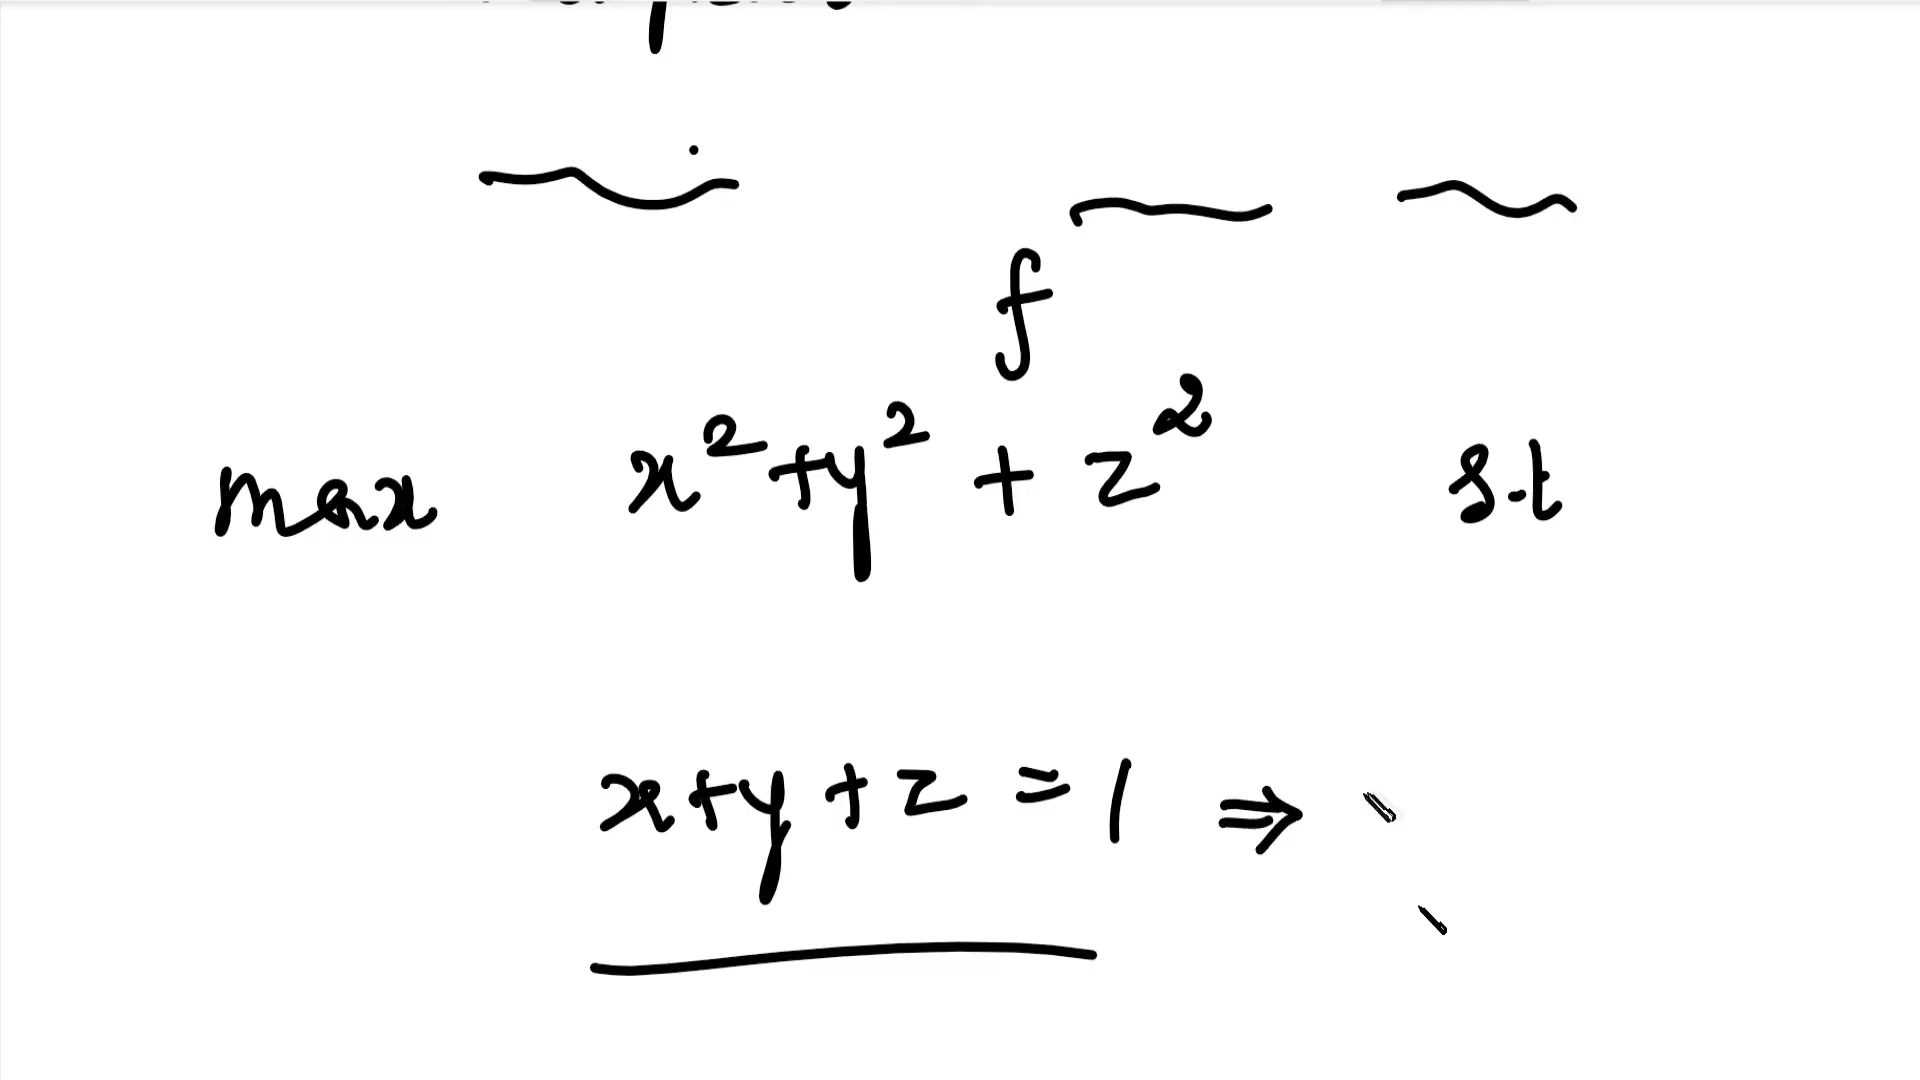 f
max x²+y² + z² s.t
x+y+z = 1 ⇒